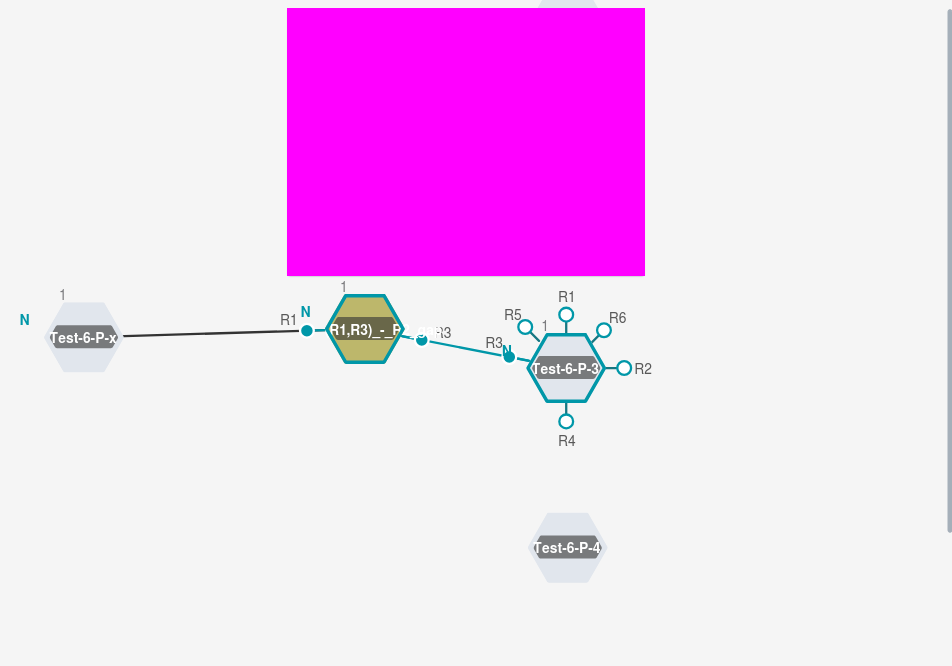 1
N
Test-6-P-x
R1
N
1
R1,R3)_-_R
R3
R3
N
R5
1
R1
R6
R2
Test-6-P-3
R4
Test-6-P-4